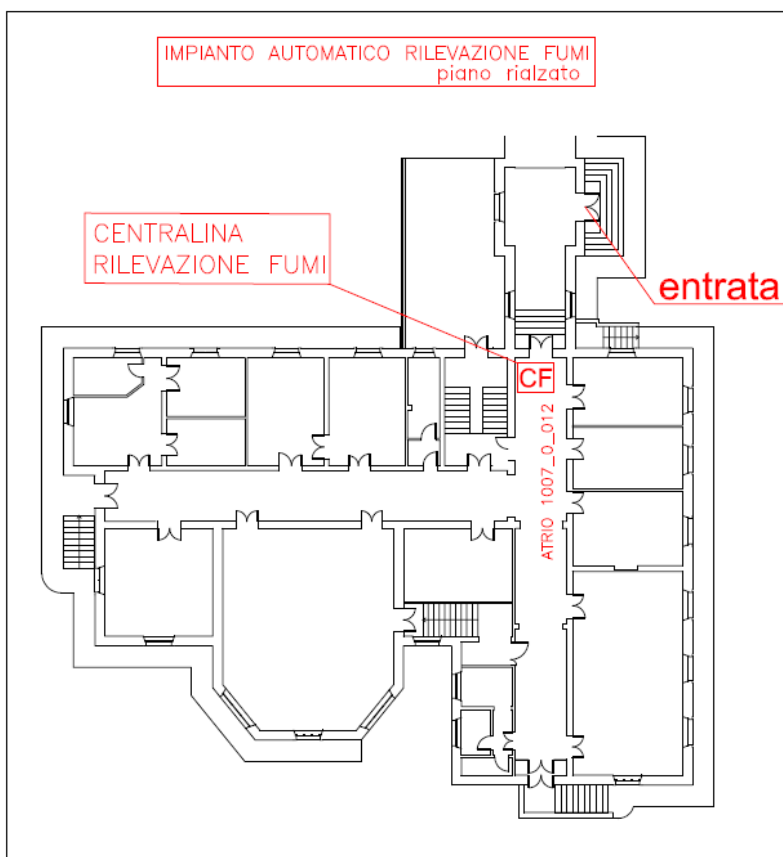 IMPIANTO AUTOMATICO RILEVAZIONE FUMI
piano rialzato
CENTRALINA
RILEVAZIONE FUMI
entrata
CF
ATRIO 1007_0_012